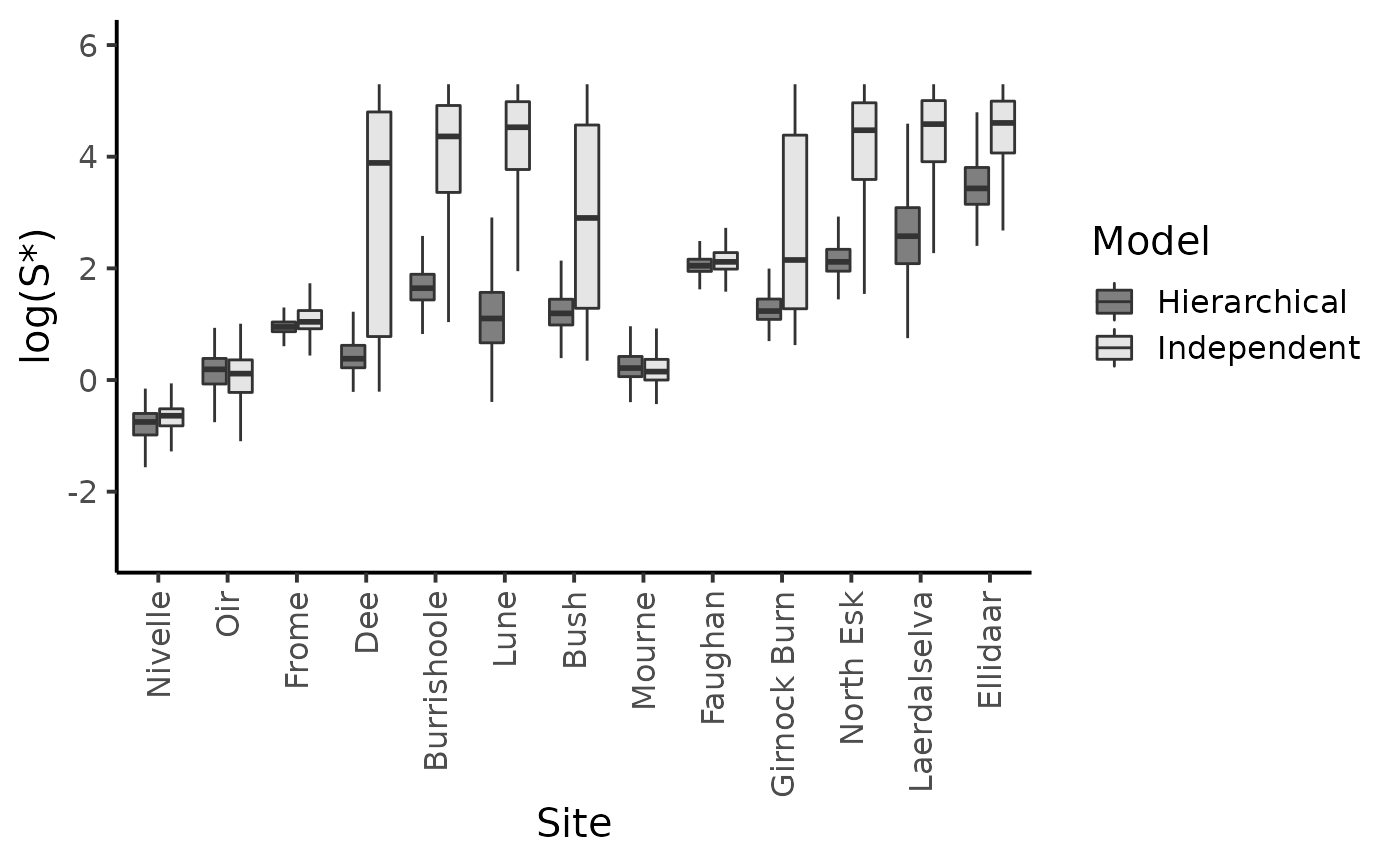 6
4
2
0
-2
log(S*)
Nivelle
Oir
Frome
Dee
Burrishoole
Lune
Bush
Mourne
Faughan
Girnock Burn
North Esk
Laerdalselva
Ellidaar
Site
Model
Hierarchical
Independent